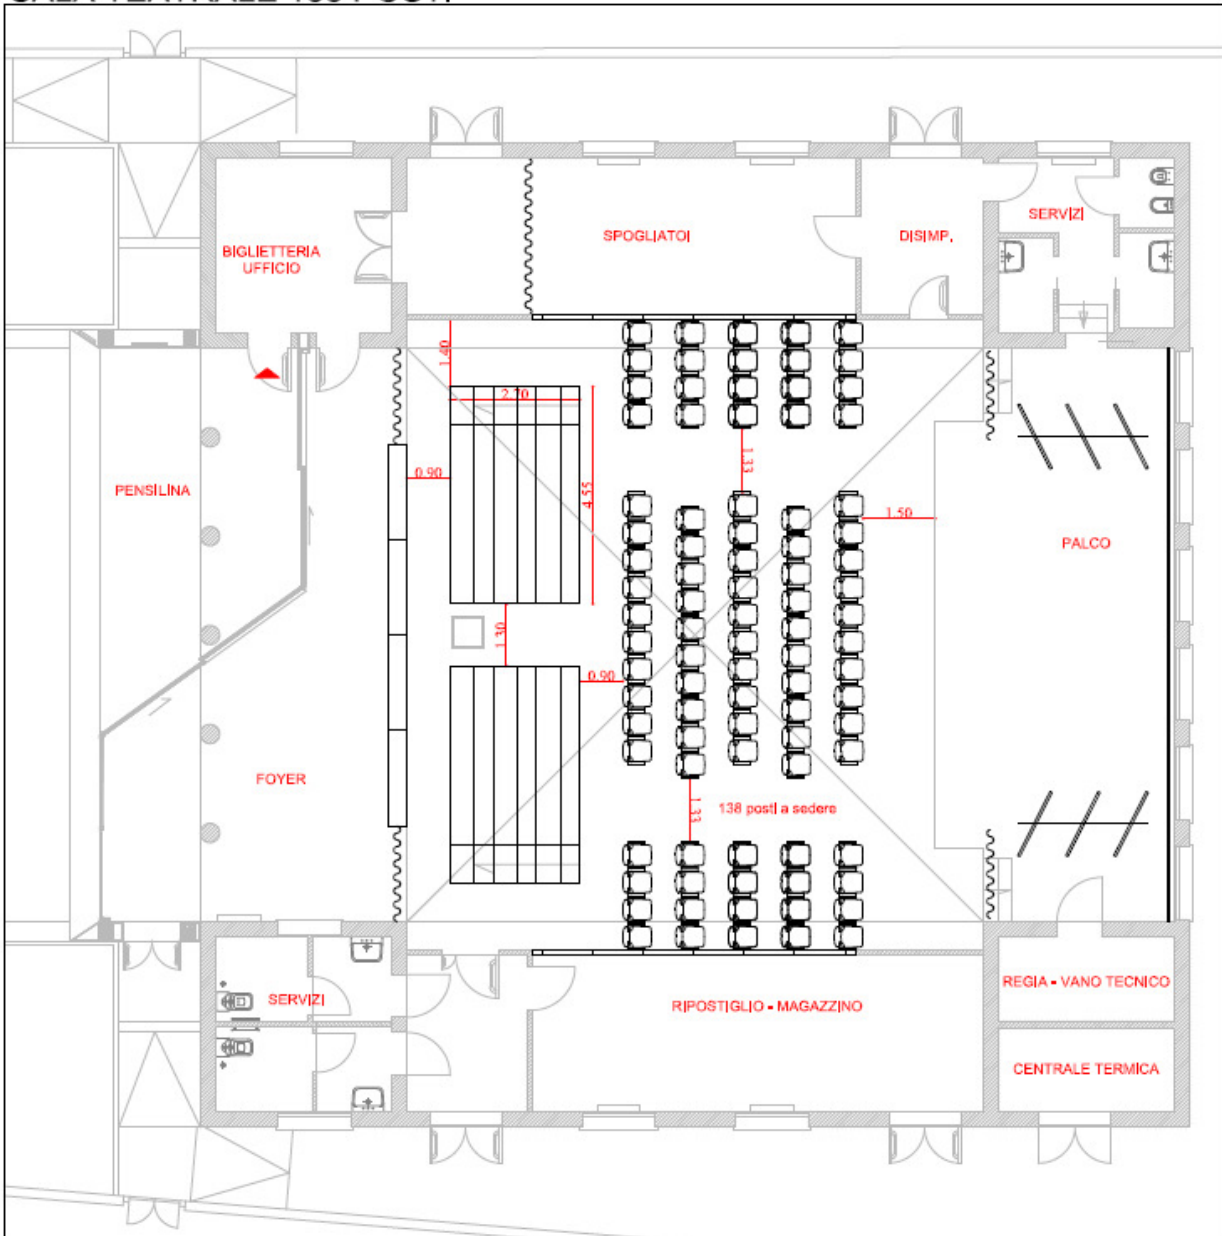 BIGLIETTERIA
UFFICIO
SPOGLIATOI
DISIMP.
SERVIZI
1.40
2.70
0.90
4.55
1.33
1.50
PENSILINA
PALCO
1.30
0.90
FOYER
1.33
138 posti a sedere
SERVIZI
RIPOSTIGLIO - MAGAZZINO
REGIA - VANO TECNICO
CENTRALE TERMICA